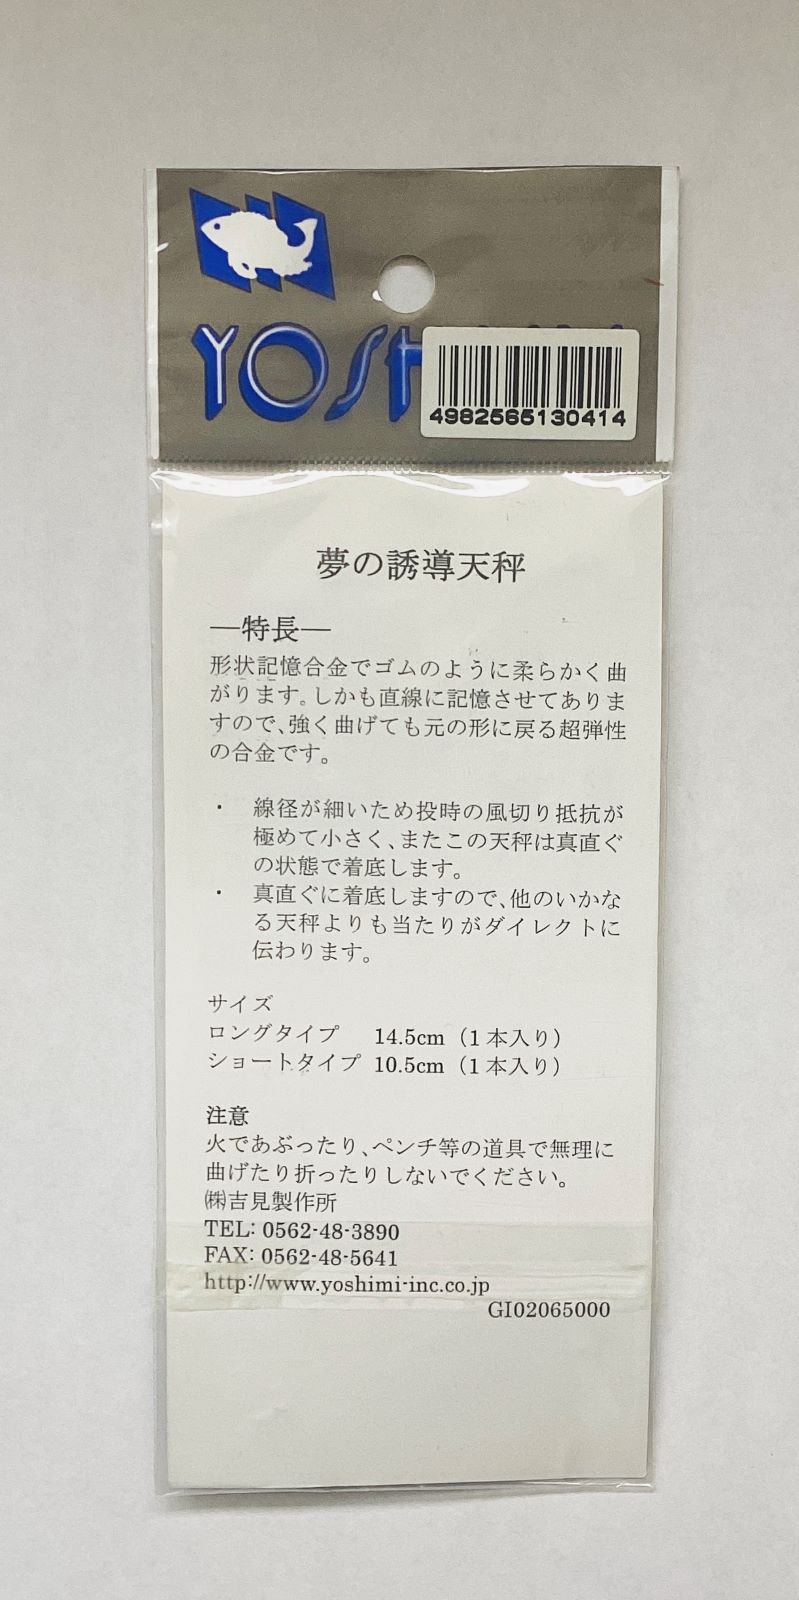 YOSH
4982565130414
夢の誘導天秤
―特長―
形状記憶合金でゴムのように柔らかく曲
がります。しかも直線に記憶させてありま
すので、強く曲げても元の形に戻る超弾性
の合金です。
・ 線径が細いため投時の風切り抵抗が
極めて小さく、またこの天秤は真直ぐ
の状態で着底します。
・ 真直ぐに着底しますので、他のいかな
る天秤よりも当たりがダイレクトに
伝わります。
サイズ
ロングタイプ 14.5cm（1本入り）
ショートタイプ 10.5cm（1本入り）
注意
火であぶったり、ペンチ等の道具で無理に
曲げたり折ったりしないでください。
㈱吉見製作所
TEL: 0562-48-3890
FAX: 0562-48-5641
http://www.yoshimi-inc.co.jp
GI02065000